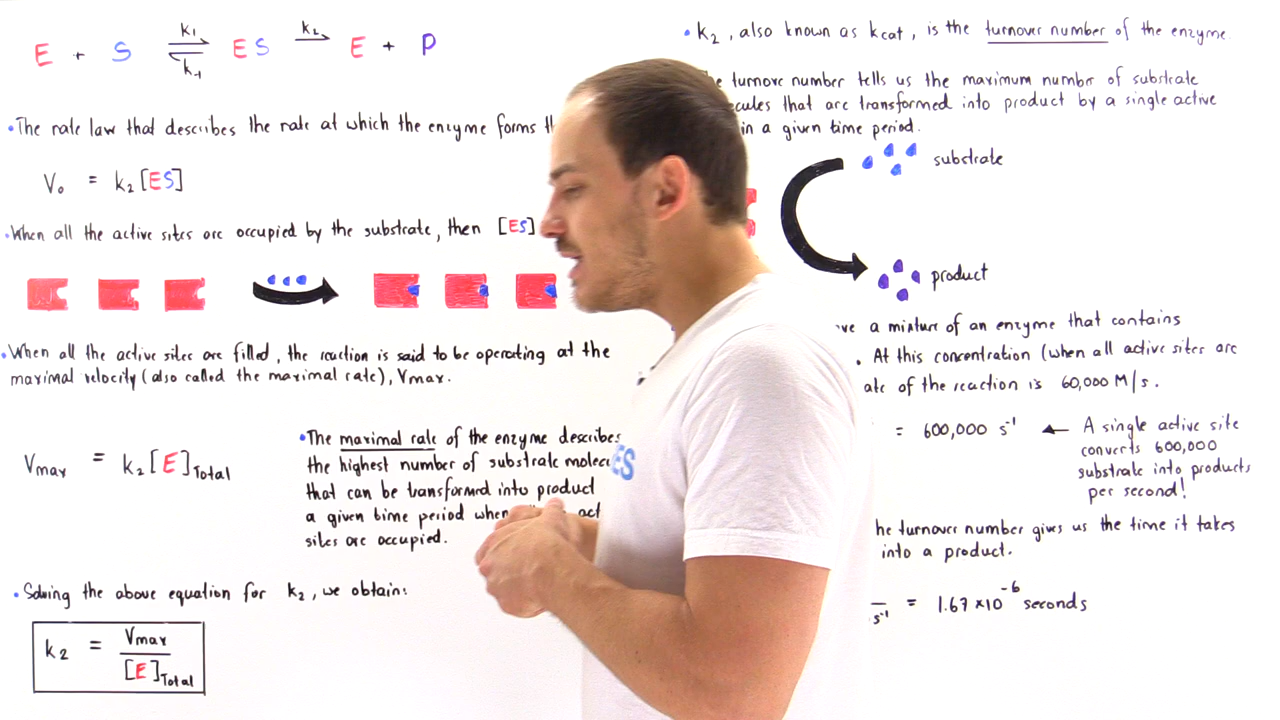 E + S k₁ k₋₁ ES k₂ E + P
•The rate law that describes the rate at which the enzyme forms
V₀ = k₂[ES]
•When all the active sites are occupied by the substrate, then [ES]
•When all the active sites are filled, the reaction is said to be operating at the
maximal velocity (also called the maximal rate), Vmax.
Vmax = k₂[E]Total
•The maximal rate of the enzyme describes
the highest number of substrate
that can be transformed into product
a given time period when
sites are occupied.
•Solving the above equation for k₂, we obtain:
k₂ = Vmax / [E]Total
•k₂, also known as kcat, is the turnover number of the enzyme.
turnove number tells us the maximum number of substrate
that are transformed into product by a single active
in a given time period.
substrate
product
a mixture of an enzyme that contains
. At this concentration (when all active sites are
of the reaction is 60,000 M/s.
= 600,000 s⁻¹
A single active site
converts 600,000
substrate into products
per second!
he turnover number gives us the time it takes
into a product.
s⁻¹ = 1.67 × 10⁻⁶ seconds
ES